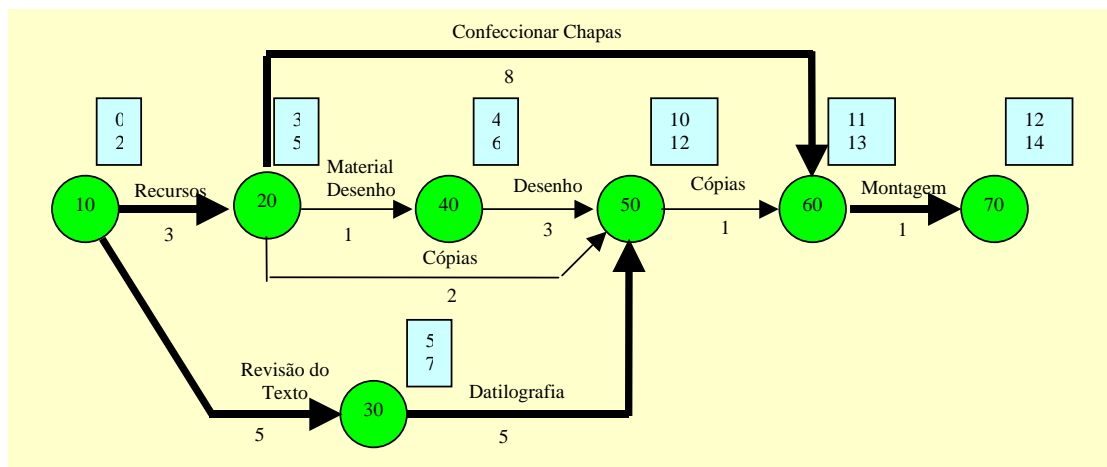 Confeccionar Chapas
8
0
2
3
5
4
6
10
12
11
13
12
14
10
Recursos
3
20
Material
Desenho
1
40
Desenho
3
50
Cópias
1
60
Montagem
1
70
Cópias
2
5
7
Revisão do
Texto
5
30
Datilografia
5